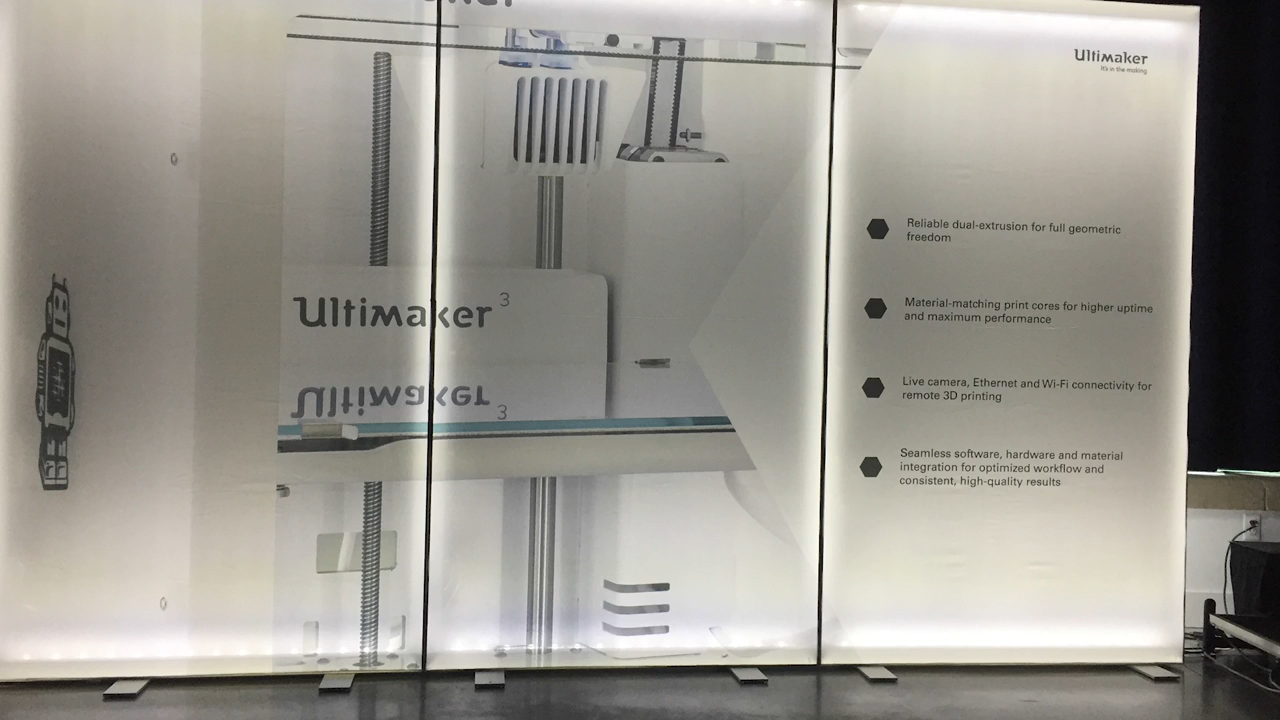 Ultimaker
It's in the making
Ultimaker 3
Ultimaker 3
Reliable dual-extrusion for full geometric
freedom
Material-matching print cores for higher uptime
and maximum performance
Live camera, Ethernet and Wi-Fi connectivity for
remote 3D printing
Seamless software, hardware and material
integration for optimized workflow and
consistent, high-quality results